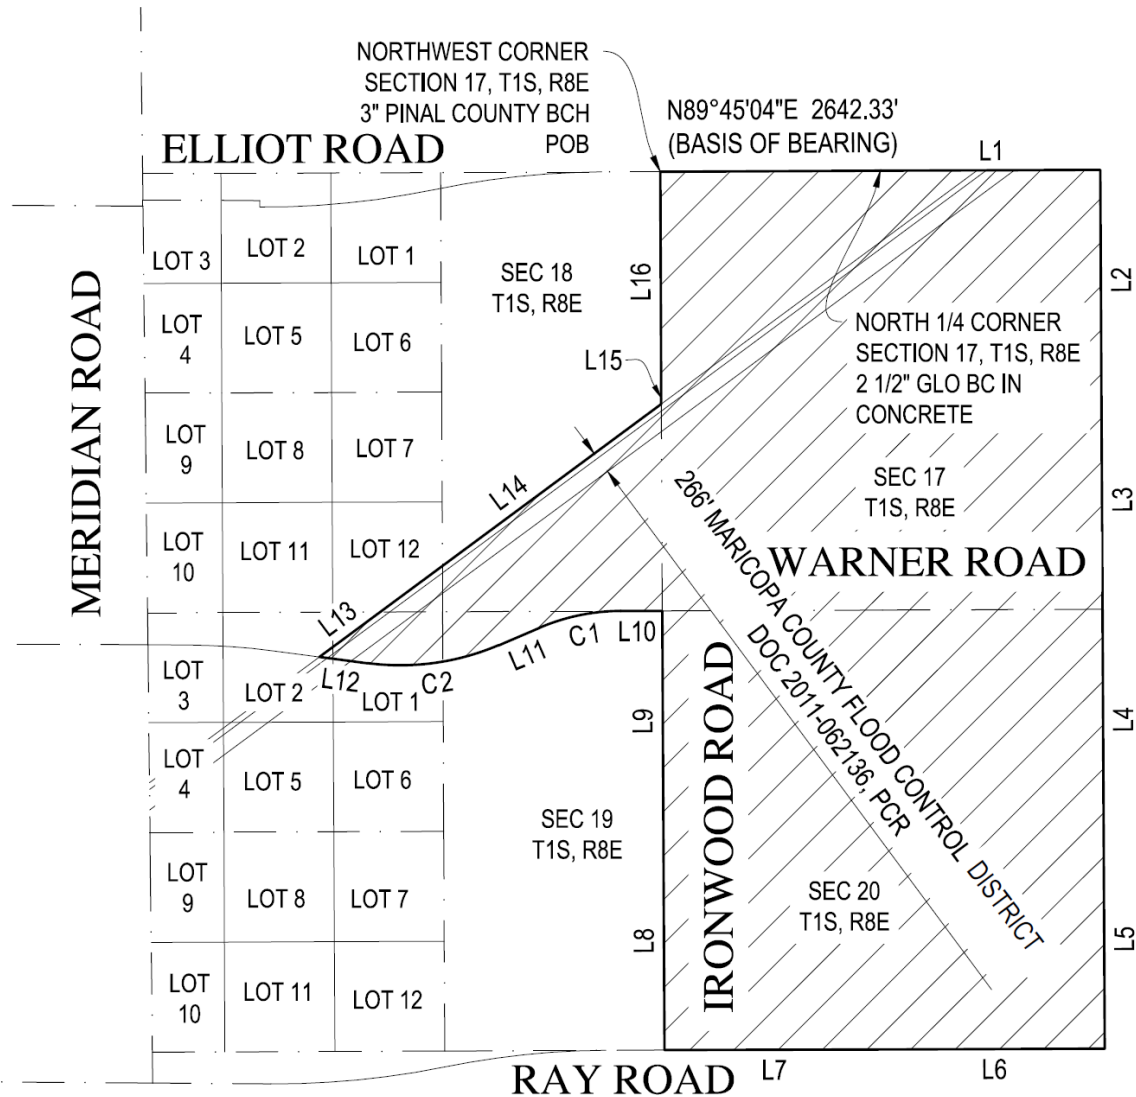 NORTHWEST CORNER
SECTION 17, T1S, R8E
3" PINAL COUNTY BCH
POB
N89°45'04"E 2642.33'
(BASIS OF BEARING)
L1
ELLIOT ROAD
MERIDIAN ROAD
LOT 3
LOT 2
LOT 1
SEC 18
T1S, R8E
L16
L2
LOT
4
LOT 5
LOT 6
L15
NORTH 1/4 CORNER
SECTION 17, T1S, R8E
2 1/2" GLO BC IN
CONCRETE
LOT
9
LOT 8
LOT 7
L14
SEC 17
T1S, R8E
L3
LOT
10
LOT 11
LOT 12
WARNER ROAD
266' MARICOPA COUNTY FLOOD CONTROL DISTRICT
DOC 2011-062136, PCR
L13
L12
C2
L11
C1
L10
LOT
3
LOT 2
LOT 1
L9
IRONWOOD ROAD
L4
LOT
4
LOT 5
LOT 6
SEC 19
T1S, R8E
LOT
9
LOT 8
LOT 7
SEC 20
T1S, R8E
L8
L5
LOT
10
LOT 11
LOT 12
RAY ROAD
L7
L6